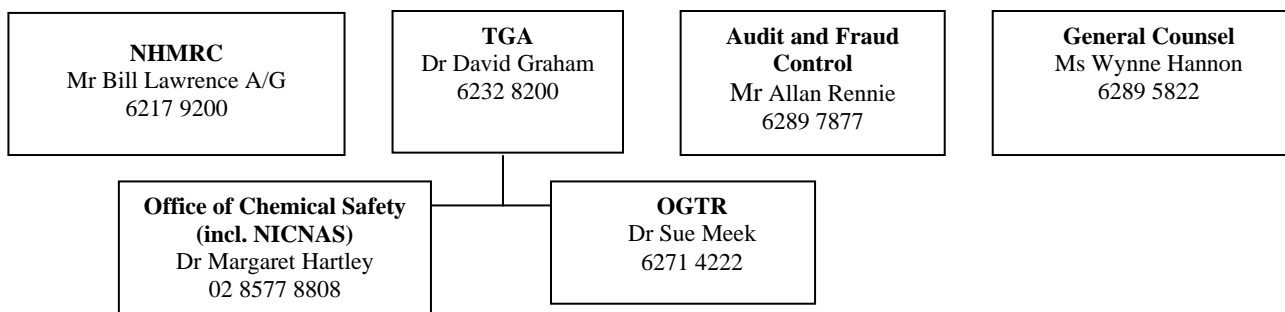 NHMRC
Mr Bill Lawrence A/G
6217 9200
TGA
Dr David Graham
6232 8200
Audit and Fraud
Control
Mr Allan Rennie
6289 7877
General Counsel
Ms Wynne Hannon
6289 5822
Office of Chemical Safety
(incl. NICNAS)
Dr Margaret Hartley
02 8577 8808
OGTR
Dr Sue Meek
6271 4222